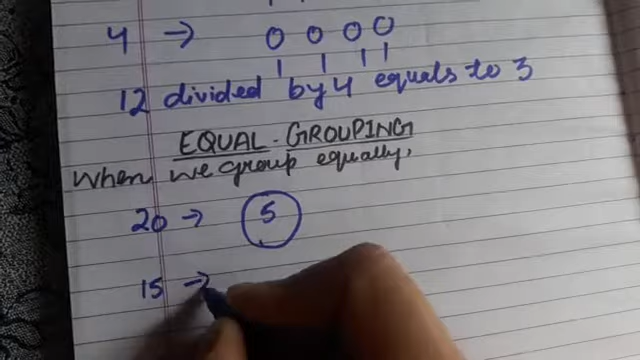 4 → 0 0 0 0
| | | |
12 divided by 4 equals to 3
EQUAL-GROUPING
When we group equally,
20 → 5
15 →